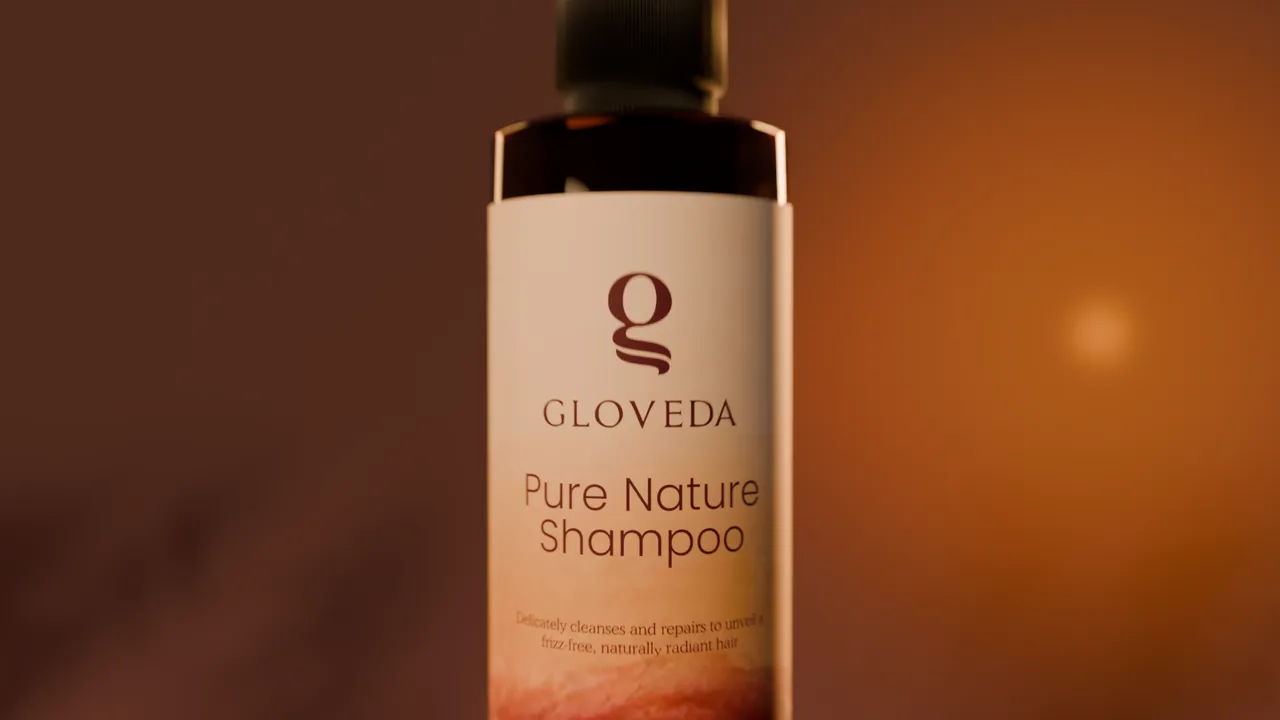 g
GLOVEDA
Pure Nature
Shampoo
Delicately cleanses and repairs to unveil a
frizz-free, naturally radiant hair